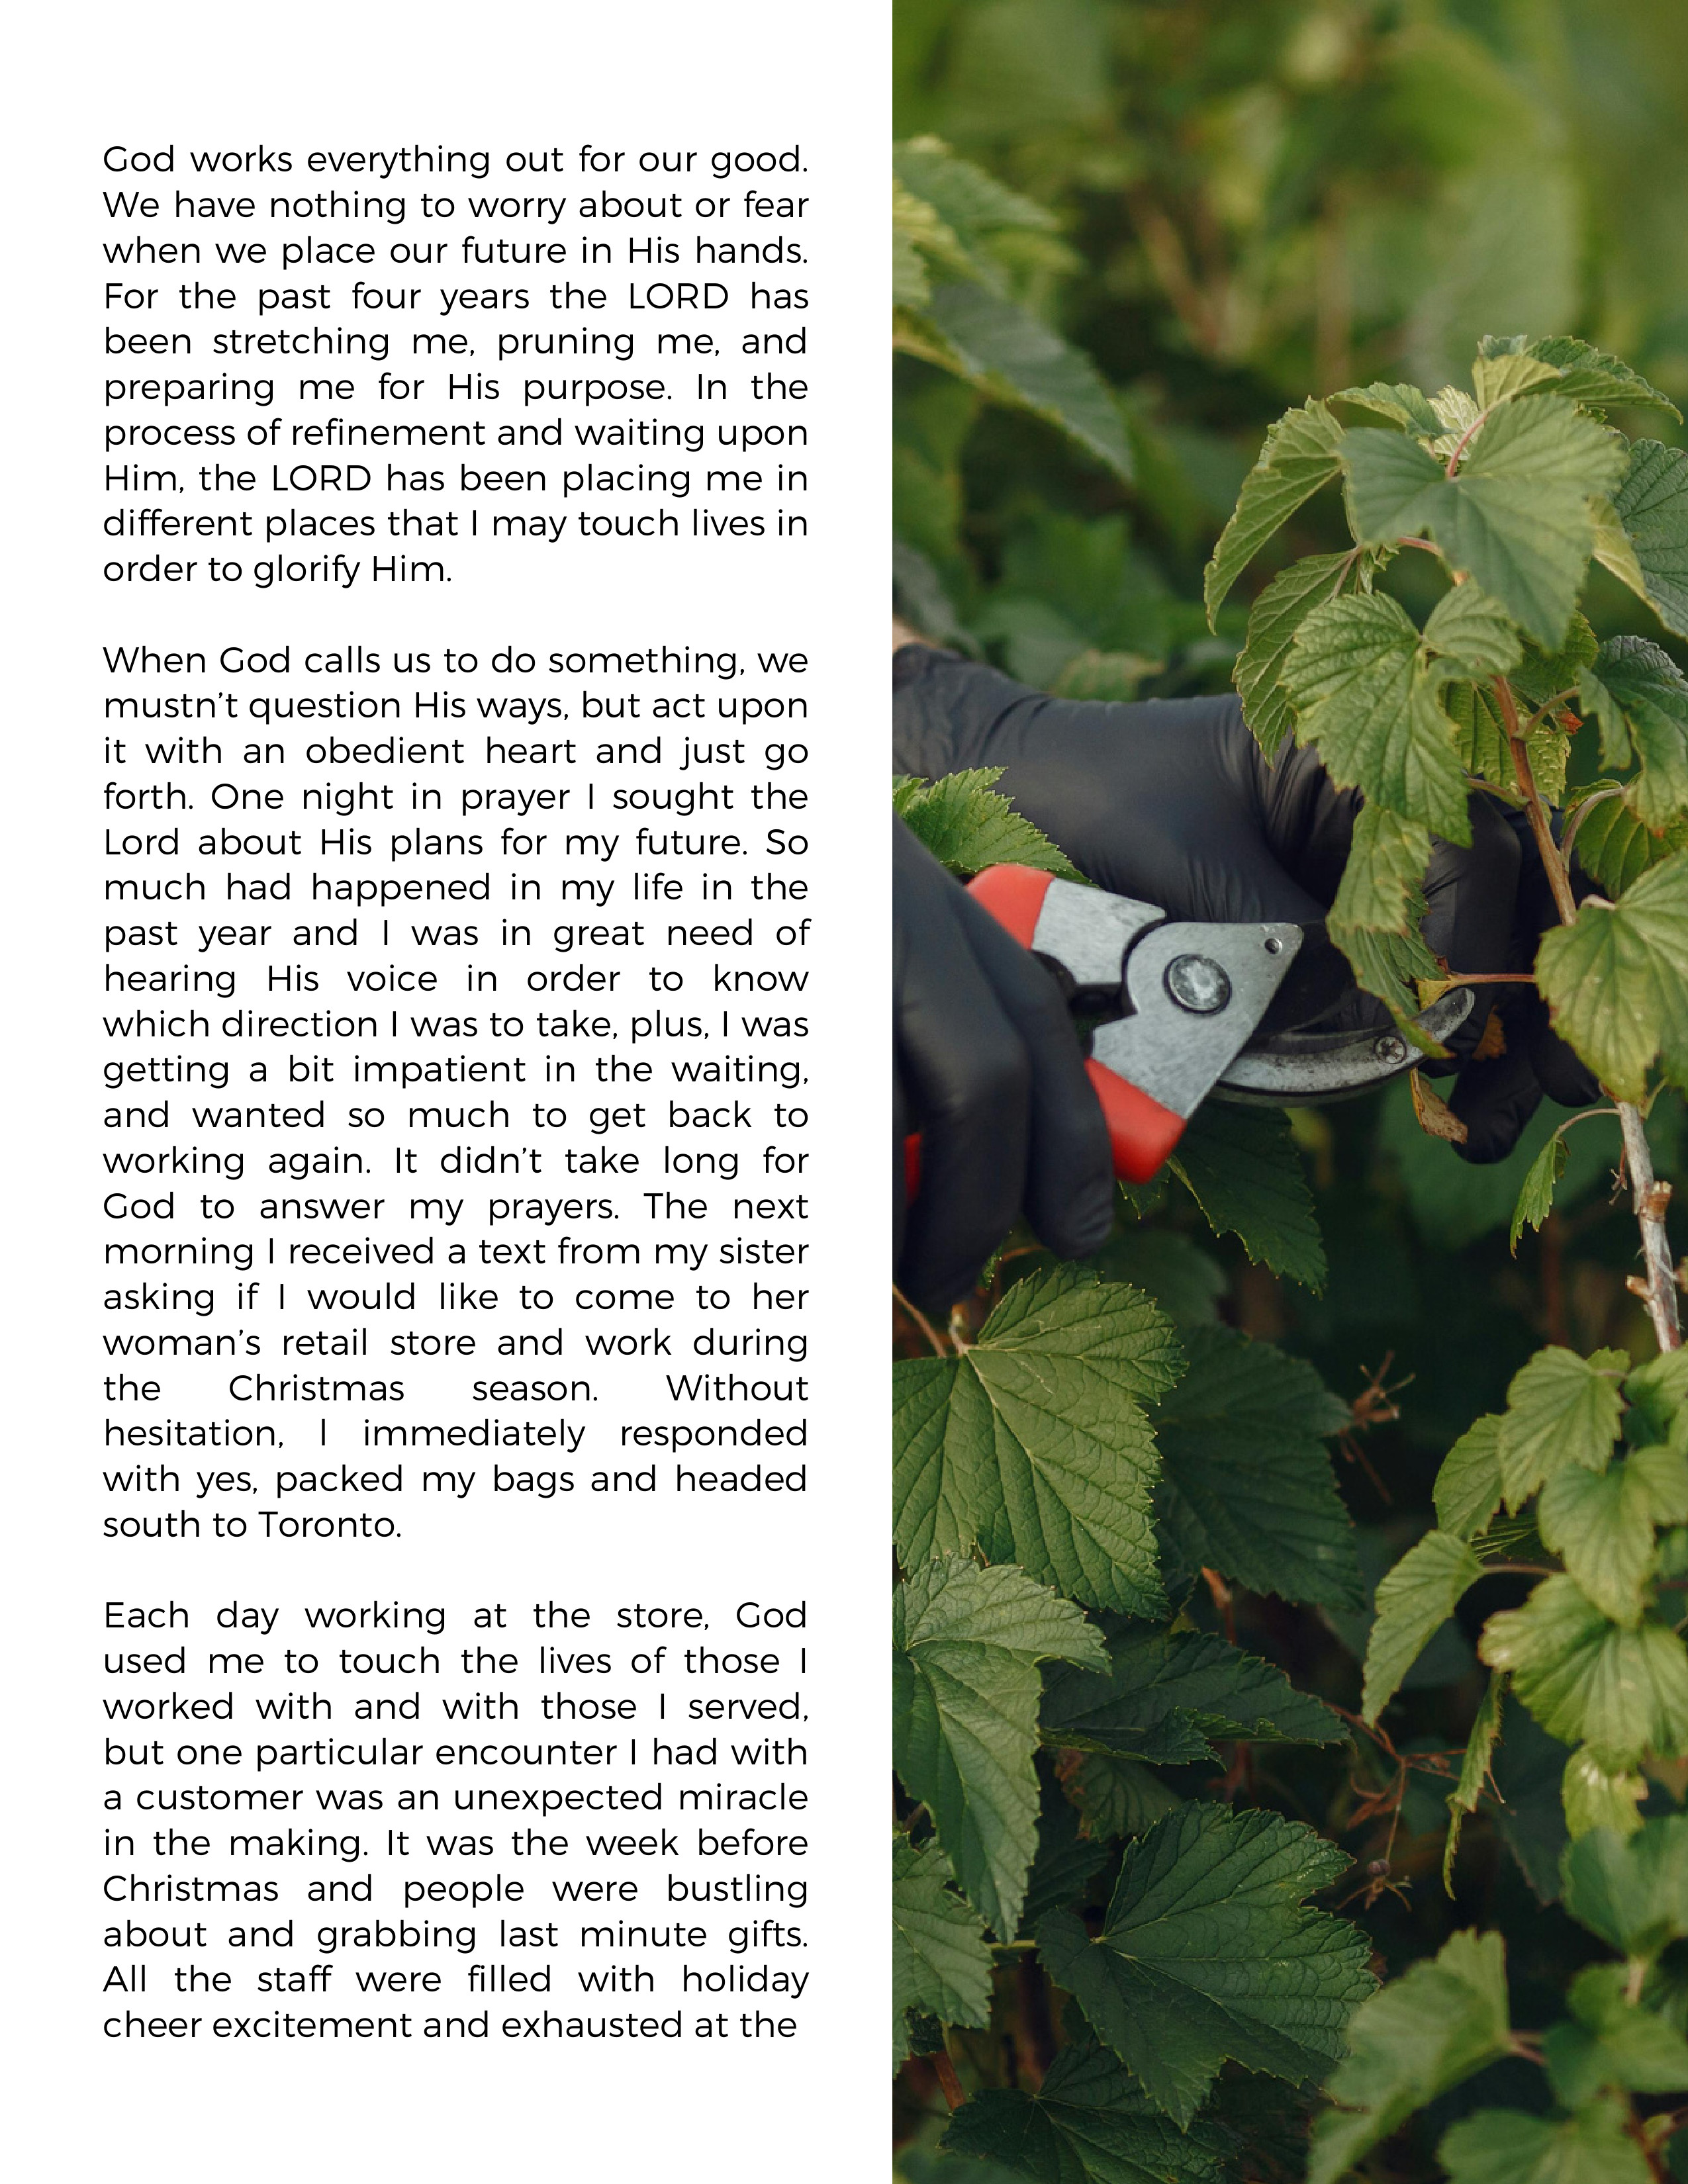 God works everything out for our good.
We have nothing to worry about or fear
when we place our future in His hands.
For the past four years the LORD has
been stretching me, pruning me, and
preparing me for His purpose. In the
process of refinement and waiting upon
Him, the LORD has been placing me in
different places that I may touch lives in
order to glorify Him.
When God calls us to do something, we
mustn’t question His ways, but act upon
it with an obedient heart and just go
forth. One night in prayer I sought the
Lord about His plans for my future. So
much had happened in my life in the
past year and I was in great need of
hearing His voice in order to know
which direction I was to take, plus, I was
getting a bit impatient in the waiting,
and wanted so much to get back to
working again. It didn’t take long for
God to answer my prayers. The next
morning I received a text from my sister
asking if I would like to come to her
woman’s retail store and work during
the Christmas season. Without
hesitation, I immediately responded
with yes, packed my bags and headed
south to Toronto.
Each day working at the store, God
used me to touch the lives of those I
worked with and with those I served,
but one particular encounter I had with
a customer was an unexpected miracle
in the making. It was the week before
Christmas and people were bustling
about and grabbing last minute gifts.
All the staff were filled with holiday
cheer excitement and exhausted at the